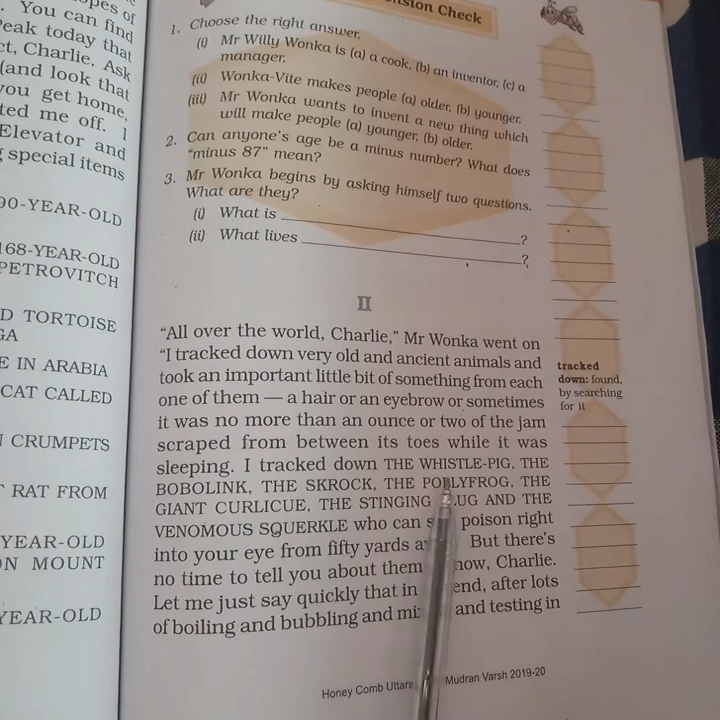 opes of
. You can find
Peak today that
ct, Charlie. Ask
(and look that
you get home,
ted me off. I
Elevator and
special items
90-YEAR-OLD
168-YEAR-OLD
PETROVITCH
D TORTOISE
GA
E IN ARABIA
CAT CALLED
N CRUMPETS
T RAT FROM
YEAR-OLD
ON MOUNT
YEAR-OLD
Check
1. Choose the right answer.
(i) Mr Willy Wonka is (a) a cook, (b) an inventor, (c) a
manager.
(ii) Wonka-Vite makes people (a) older, (b) younger.
(iii) Mr Wonka wants to invent a new thing which
will make people (a) younger, (b) older.
2. Can anyone's age be a minus number? What does
“minus 87” mean?
3. Mr Wonka begins by asking himself two questions.
What are they?
(i) What is ____________________?
(ii) What lives ____________________?
II
“All over the world, Charlie,” Mr Wonka went on
“I tracked down very old and ancient animals and
took an important little bit of something from each
one of them — a hair or an eyebrow or sometimes
it was no more than an ounce or two of the jam
scraped from between its toes while it was
sleeping. I tracked down THE WHISTLE-PIG, THE
BOBOLINK, THE SKROCK, THE POLLYFROG, THE
GIANT CURLICUE, THE STINGING UG AND THE
VENOMOUS SQUERKLE who can s poison right
into your eye from fifty yards a But there's
no time to tell you about them now, Charlie.
Let me just say quickly that in end, after lots
of boiling and bubbling and mi and testing in
tracked
down: found,
by searching
for it
Honey Comb Uttara Mudran Varsh 2019-20